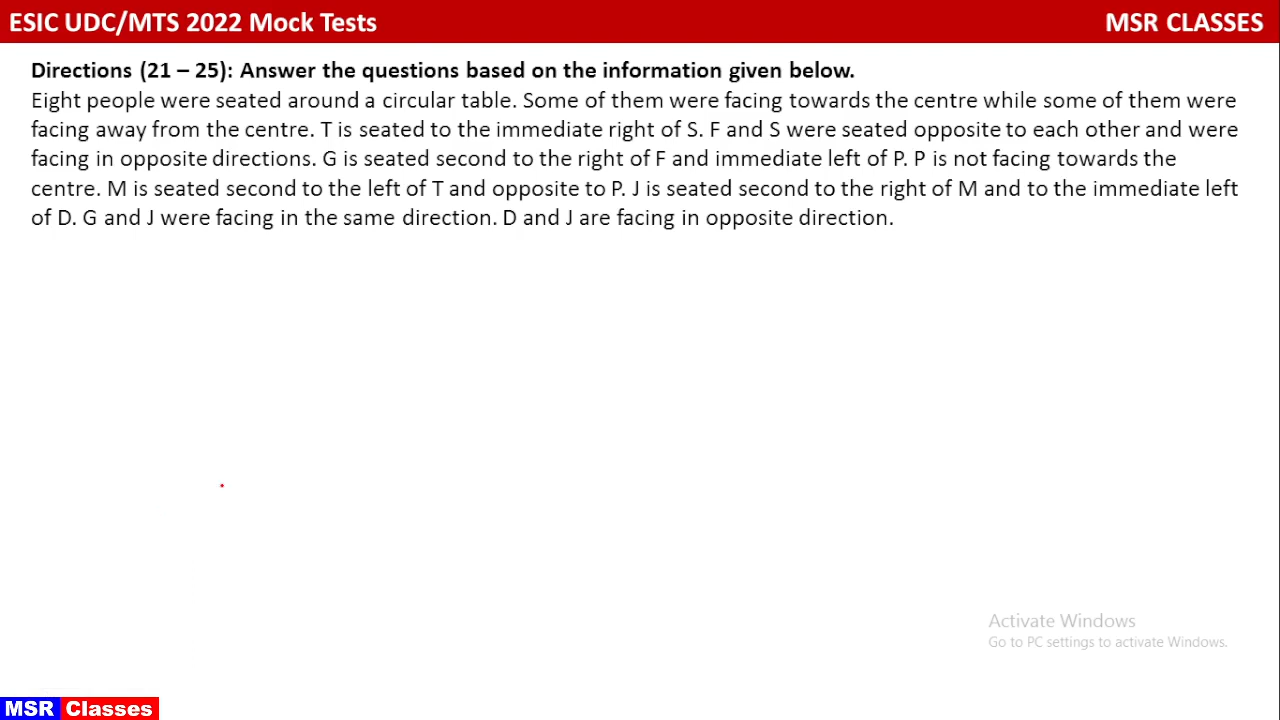 ESIC UDC/MTS 2022 Mock Tests
MSR CLASSES
Directions (21 – 25): Answer the questions based on the information given below.
Eight people were seated around a circular table. Some of them were facing towards the centre while some of them were
facing away from the centre. T is seated to the immediate right of S. F and S were seated opposite to each other and were
facing in opposite directions. G is seated second to the right of F and immediate left of P. P is not facing towards the
centre. M is seated second to the left of T and opposite to P. J is seated second to the right of M and to the immediate left
of D. G and J were facing in the same direction. D and J are facing in opposite direction.
Activate Windows
Go to PC settings to activate Windows.
MSR Classes